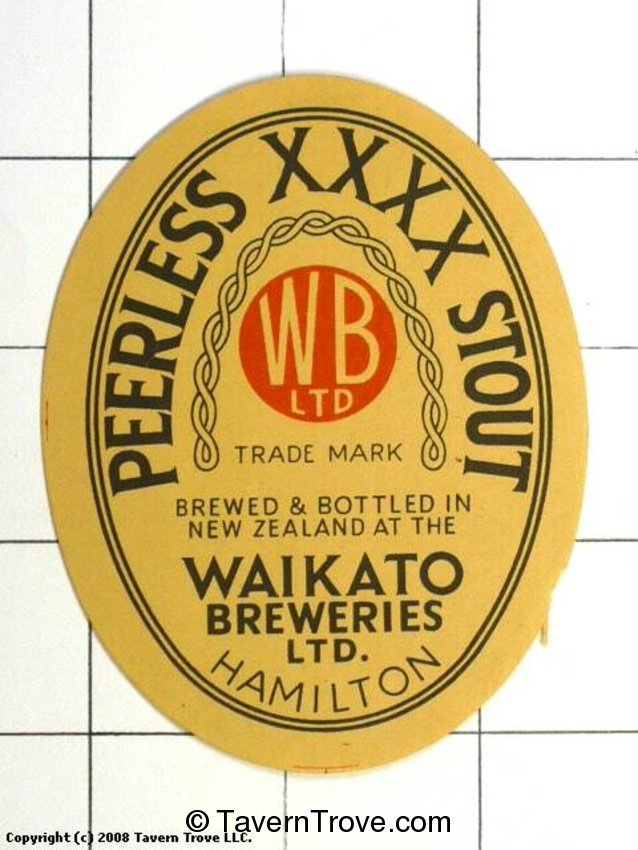 PEERLESS XXXX STOUT
WB
LTD
TRADE MARK
BREWED & BOTTLED IN
NEW ZEALAND AT THE
WAIKATO
BREWERIES
LTD.
HAMILTON
© TavernTrove.com
Copyright (c) 2008 Tavern Trove LLC.